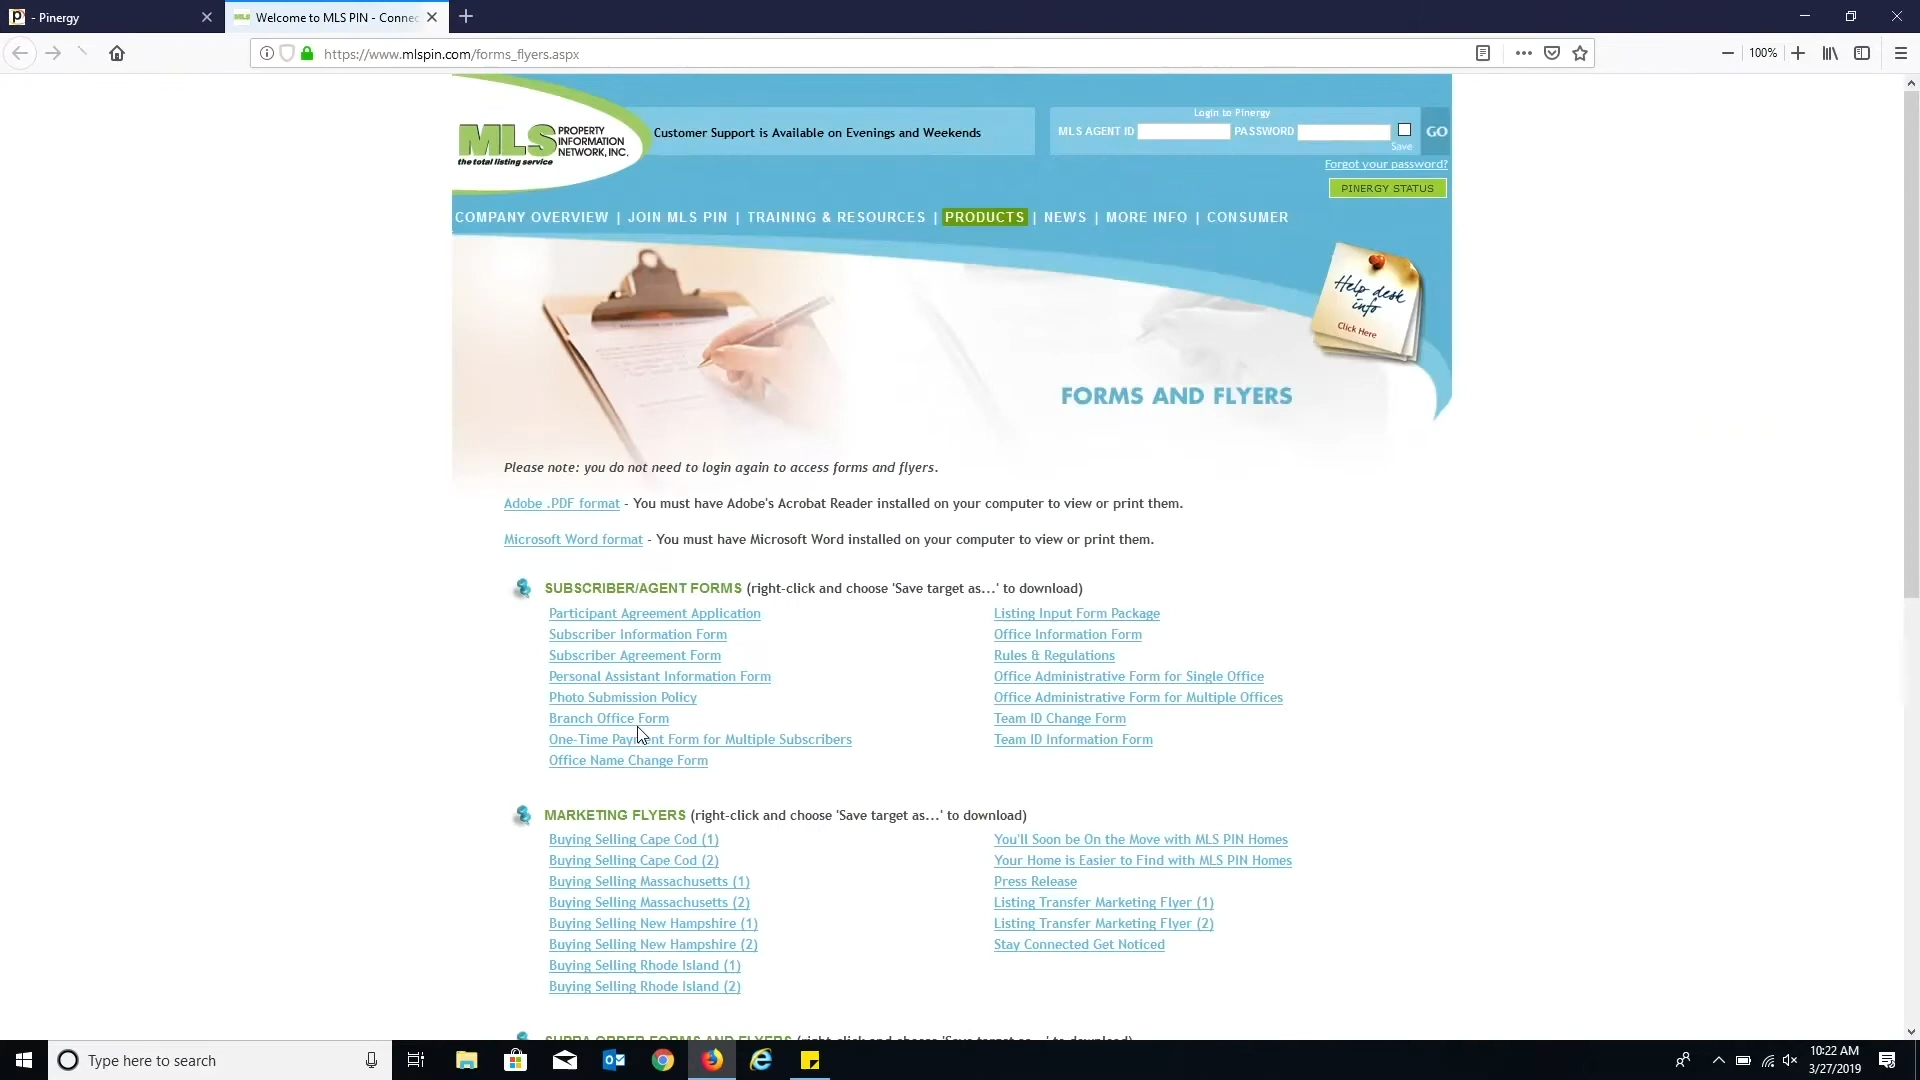 - Pinergy
Welcome to MLS PIN - Connec
https://www.mlspin.com/forms_flyers.aspx
100%
MLS PROPERTY INFORMATION NETWORK, INC.
the total listing service
Customer Support is Available on Evenings and Weekends
Login to Pinergy
MLS AGENT ID PASSWORD GO
Save
Forgot your password?
PINERGY STATUS
COMPANY OVERVIEW | JOIN MLS PIN | TRAINING & RESOURCES | PRODUCTS | NEWS | MORE INFO | CONSUMER
Help desk
info
Click Here
FORMS AND FLYERS
Please note: you do not need to login again to access forms and flyers.
Adobe .PDF format - You must have Adobe's Acrobat Reader installed on your computer to view or print them.
Microsoft Word format - You must have Microsoft Word installed on your computer to view or print them.
SUBSCRIBER/AGENT FORMS (right-click and choose 'Save target as...' to download)
Participant Agreement Application
Subscriber Information Form
Subscriber Agreement Form
Personal Assistant Information Form
Photo Submission Policy
Branch Office Form
One-Time Payment Form for Multiple Subscribers
Office Name Change Form
Listing Input Form Package
Office Information Form
Rules & Regulations
Office Administrative Form for Single Office
Office Administrative Form for Multiple Offices
Team ID Change Form
Team ID Information Form
MARKETING FLYERS (right-click and choose 'Save target as...' to download)
Buying Selling Cape Cod (1)
Buying Selling Cape Cod (2)
Buying Selling Massachusetts (1)
Buying Selling Massachusetts (2)
Buying Selling New Hampshire (1)
Buying Selling New Hampshire (2)
Buying Selling Rhode Island (1)
Buying Selling Rhode Island (2)
You'll Soon be On the Move with MLS PIN Homes
Your Home is Easier to Find with MLS PIN Homes
Press Release
Listing Transfer Marketing Flyer (1)
Listing Transfer Marketing Flyer (2)
Stay Connected Get Noticed
SUPRA ORDER FORMS AND FLYERS (right-click and choose 'Save target as...' to download)
Type here to search
10:22 AM
3/27/2019